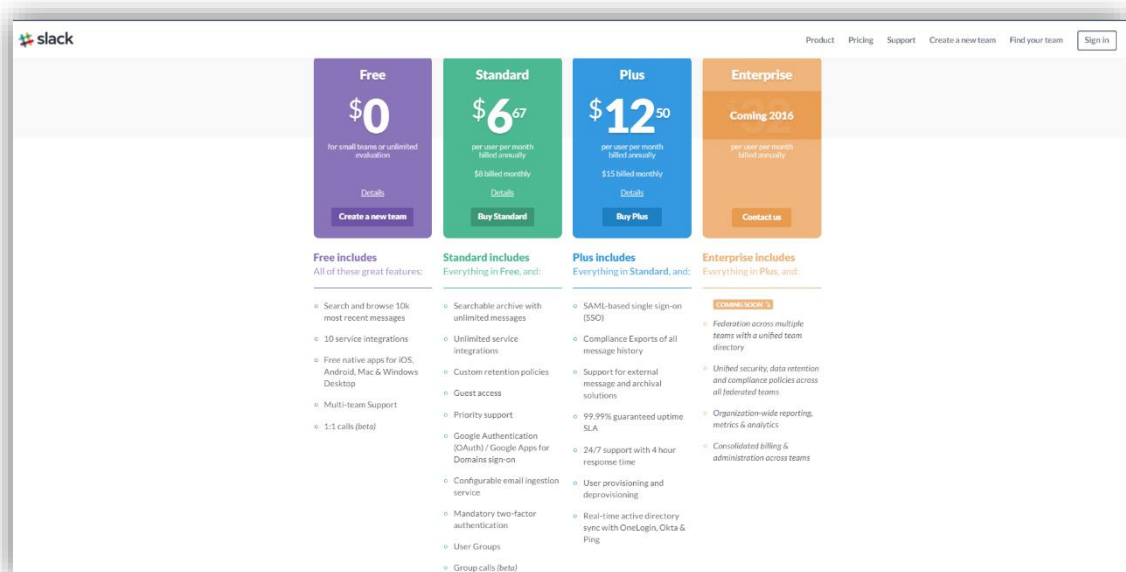 slack
Product Pricing Support Create a new team Find your team Sign in
Free
$0
for small teams or unlimited
evaluation
Details
Create a new team
Standard
$6 67
per user per month
billed annually
$8 billed monthly
Details
Buy Standard
Plus
$12 50
per user per month
billed annually
$15 billed monthly
Details
Buy Plus
Enterprise
Coming 2016
per user per month
billed annually
Contact us
Free includes
All of these great features:
Search and browse 10k
most recent messages
10 service integrations
Free native apps for iOS,
Android, Mac & Windows
Desktop
Multi-team Support
1:1 calls (beta)
Standard includes
Everything in Free, and:
Searchable archive with
unlimited messages
Unlimited service
integrations
Custom retention policies
Guest access
Priority support
Google Authentication
(OAuth) / Google Apps for
Domains sign-on
Configurable email ingestion
service
Mandatory two-factor
authentication
User Groups
Group calls (beta)
Plus includes
Everything in Standard, and:
SAML-based single sign-on
(SSO)
Compliance Exports of all
message history
Support for external
message and archival
solutions
99.99% guaranteed uptime
SLA
24/7 support with 4 hour
response time
User provisioning and
deprovisioning
Real-time active directory
sync with OneLogin, Okta &
Ping
Enterprise includes
Everything in Plus, and:
COMING SOON
Federation across multiple
teams with a unified team
directory
Unified security, data retention
and compliance policies across
all federated teams
Organization-wide reporting,
metrics & analytics
Consolidated billing &
administration across teams